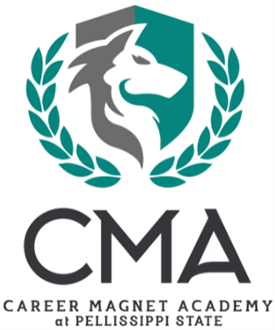 CMA
CAREER MAGNET ACADEMY
at PELLISSIPPI STATE